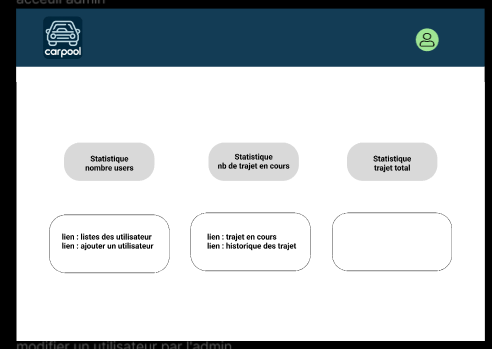 acceuil admin
carpool
Statistique
nombre users
Statistique
nb de trajet en cours
Statistique
trajet total
lien : listes des utilisateur
lien : ajouter un utilisateur
lien : trajet en cours
lien : historique des trajet
modifier un utilisateur par l'admin